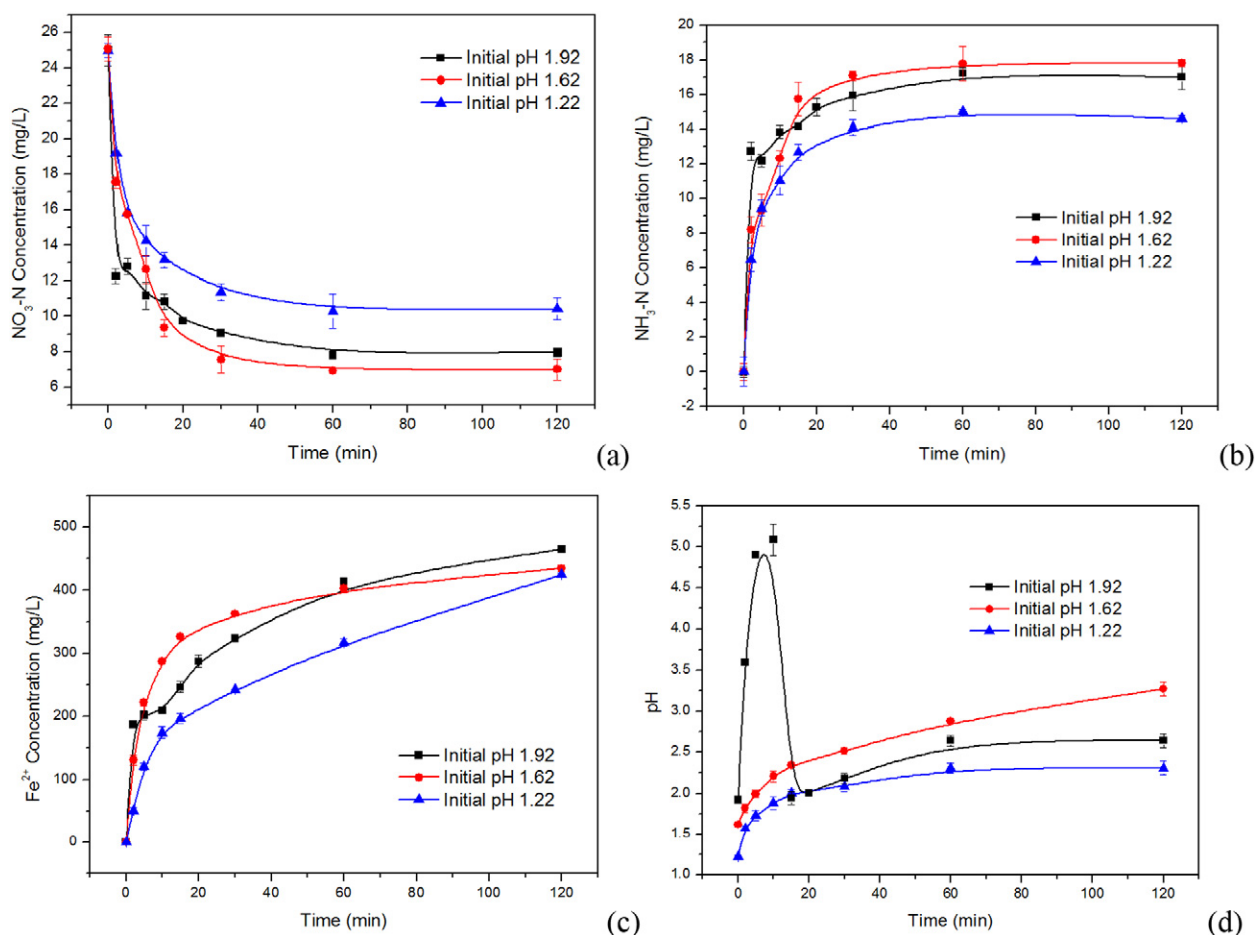 26
24
22
20
18
16
14
12
10
8
6
NO₃-N Concentration (mg/L)
Initial pH 1.92
Initial pH 1.62
Initial pH 1.22
0 20 40 60 80 100 120
Time (min)
(a)
20
18
16
14
12
10
8
6
4
2
0
-2
NH₃-N Concentration (mg/L)
Initial pH 1.92
Initial pH 1.62
Initial pH 1.22
0 20 40 60 80 100 120
Time (min)
(b)
500
400
300
200
100
0
Fe²⁺ Concentration (mg/L)
Initial pH 1.92
Initial pH 1.62
Initial pH 1.22
0 20 40 60 80 100 120
Time (min)
(c)
5.5
5.0
4.5
4.0
3.5
3.0
2.5
2.0
1.5
1.0
pH
Initial pH 1.92
Initial pH 1.62
Initial pH 1.22
0 20 40 60 80 100 120
Time (min)
(d)